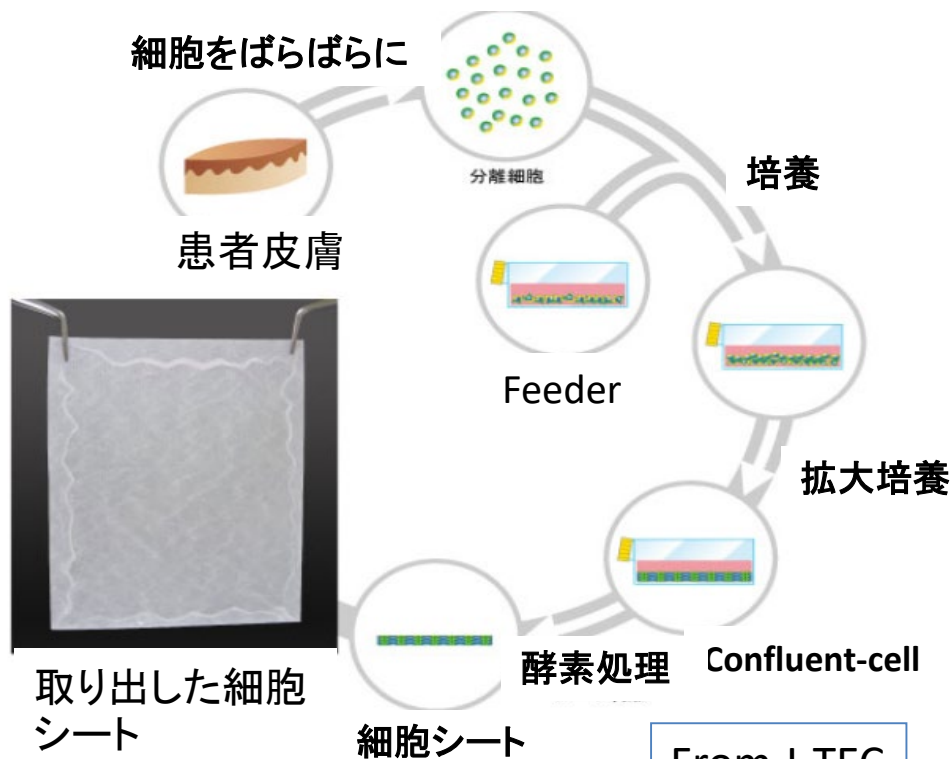 細胞をばらばらに
分離細胞
培養
患者皮膚
Feeder
拡大培養
酵素処理
Confluent-cell
取り出した細胞
シート
細胞シート
From J-TEC